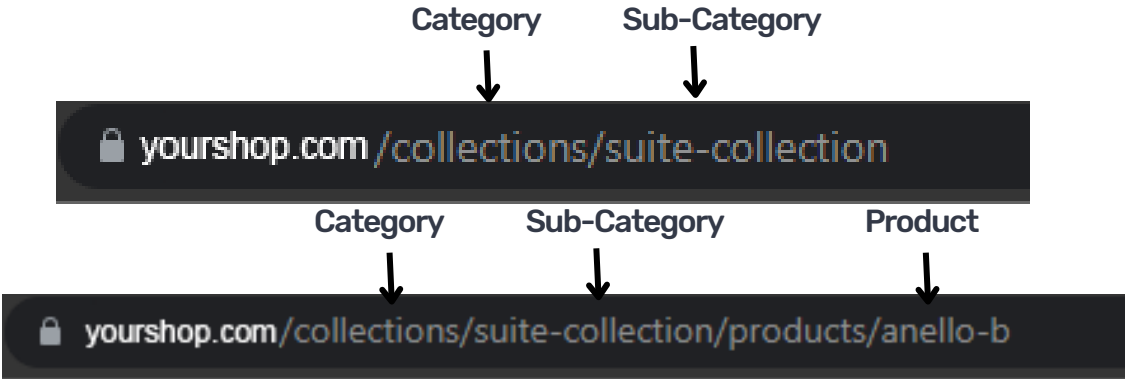 Category Sub-Category
yourshop.com/collections/suite-collection
Category Sub-Category Product
yourshop.com/collections/suite-collection/products/anello-b